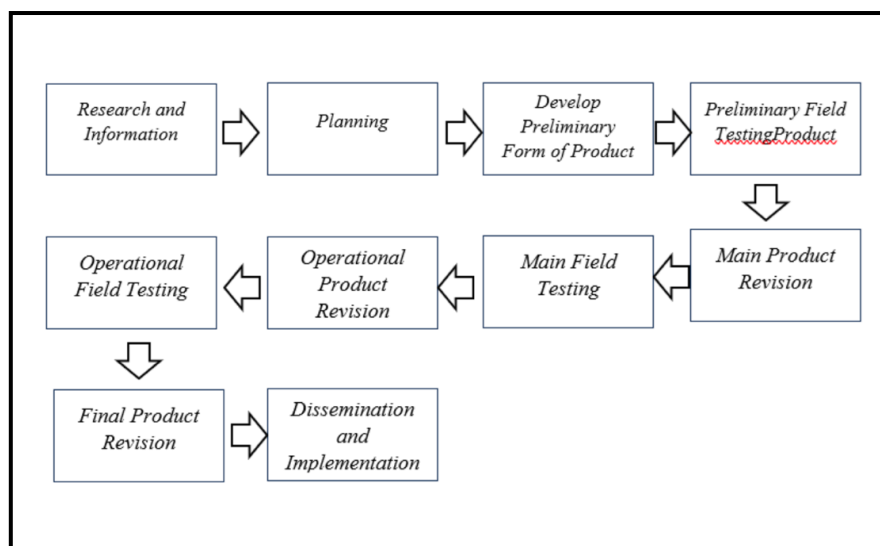 Research and
Information
Planning
Develop
Preliminary
Form of Product
Preliminary Field
TestingProduct
Main Product
Revision
Main Field
Testing
Operational
Product
Revision
Operational
Field Testing
Final Product
Revision
Dissemination
and
Implementation